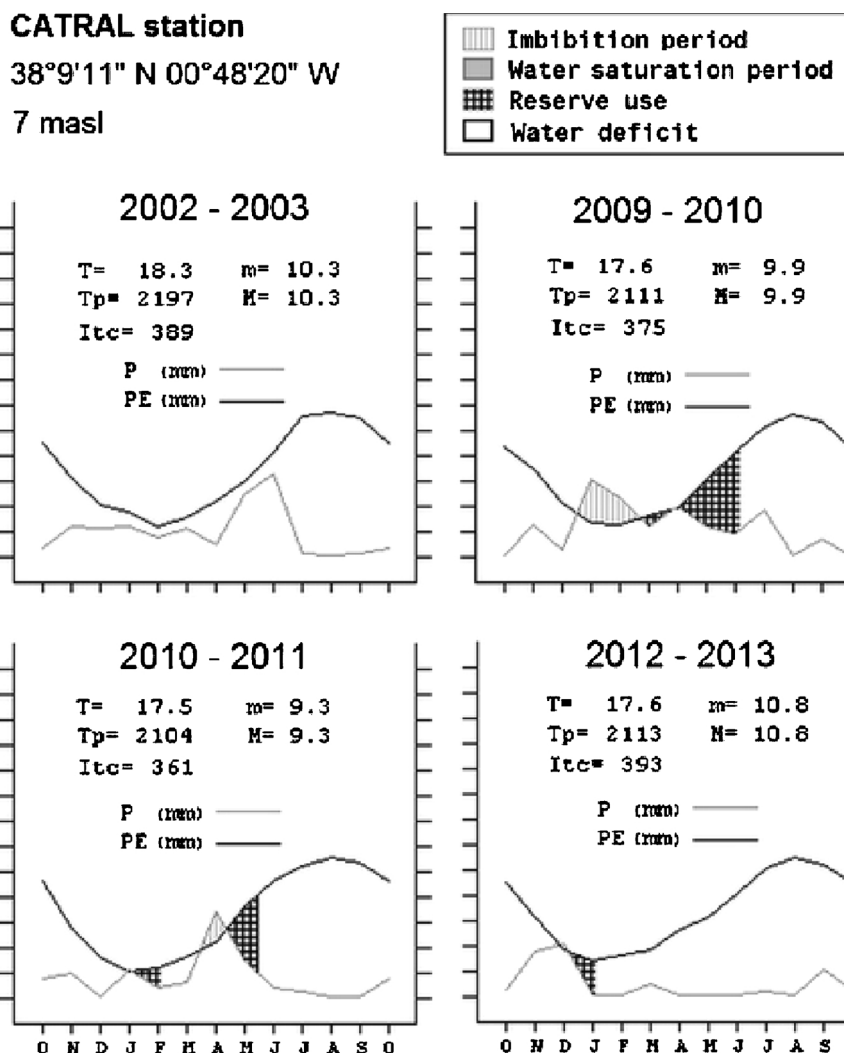 CATRAL station
38°9'11" N 00°48'20" W
7 masl
Imbibition period
Water saturation period
Reserve use
Water deficit
2002 - 2003
T= 18.3 m= 10.3
Tp= 2197 M= 10.3
Itc= 389
P (mm)
PE (mm)
2009 - 2010
T= 17.6 m= 9.9
Tp= 2111 M= 9.9
Itc= 375
P (mm)
PE (mm)
2010 - 2011
T= 17.5 m= 9.3
Tp= 2104 M= 9.3
Itc= 361
P (mm)
PE (mm)
O N D J F M A M J J A S O
2012 - 2013
T= 17.6 m= 10.8
Tp= 2113 M= 10.8
Itc= 393
P (mm)
PE (mm)
O N D J F M A M J J A S